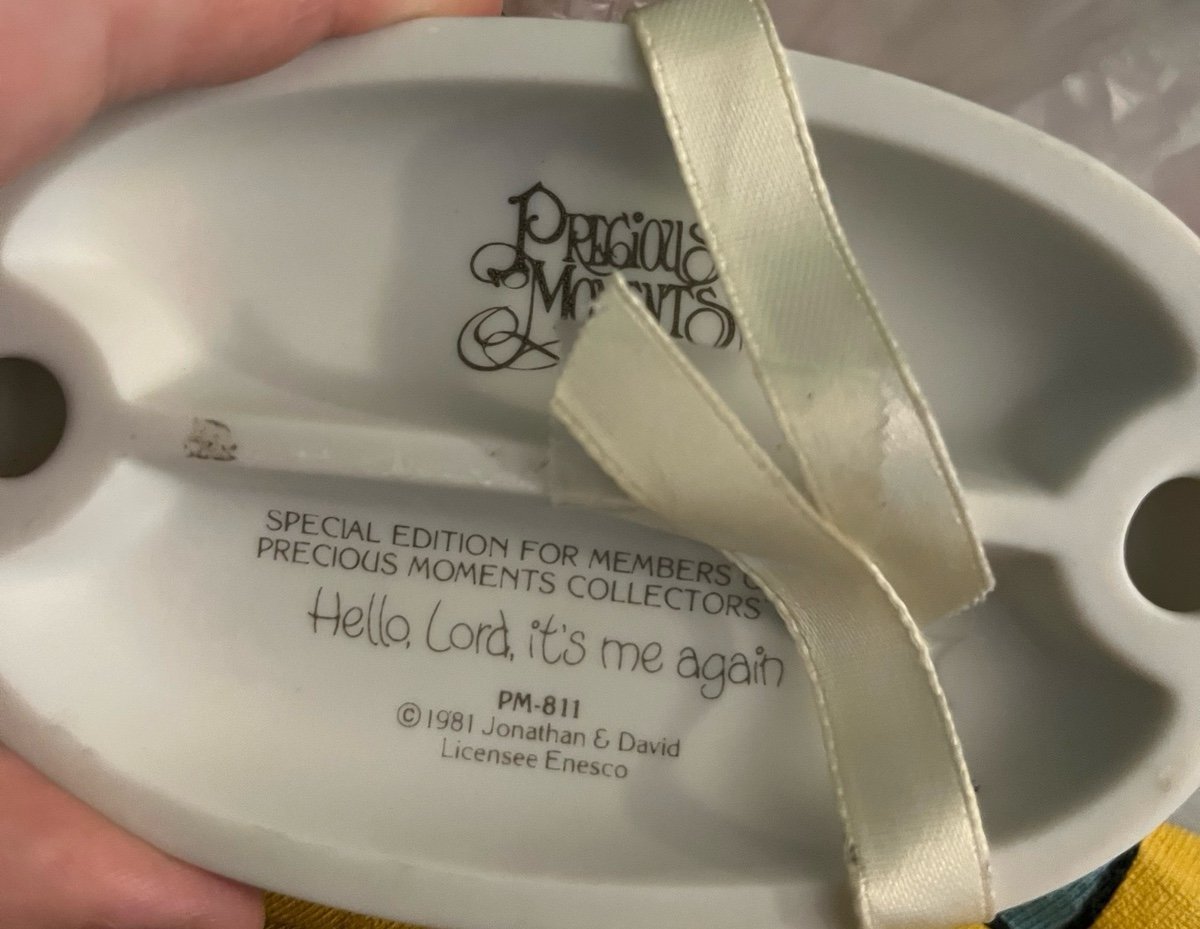 PRECIOUS
MOMENTS
SPECIAL EDITION FOR MEMBERS
PRECIOUS MOMENTS COLLECTORS'
Hello, Lord, it's me again
PM-811
©1981 Jonathan & David
Licensee Enesco